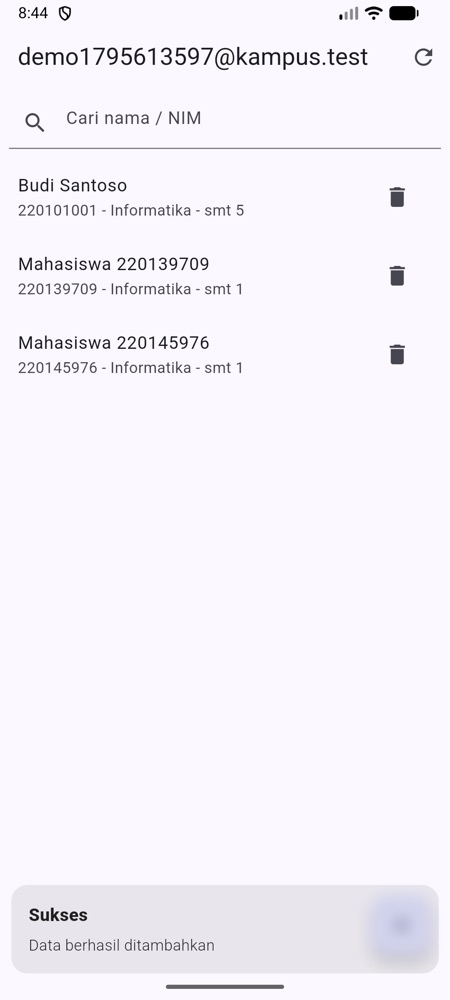 8:44
demo1795613597@kampus.test
Cari nama / NIM
Budi Santoso
220101001 - Informatika - smt 5
Mahasiswa 220139709
220139709 - Informatika - smt 1
Mahasiswa 220145976
220145976 - Informatika - smt 1
Sukses
Data berhasil ditambahkan